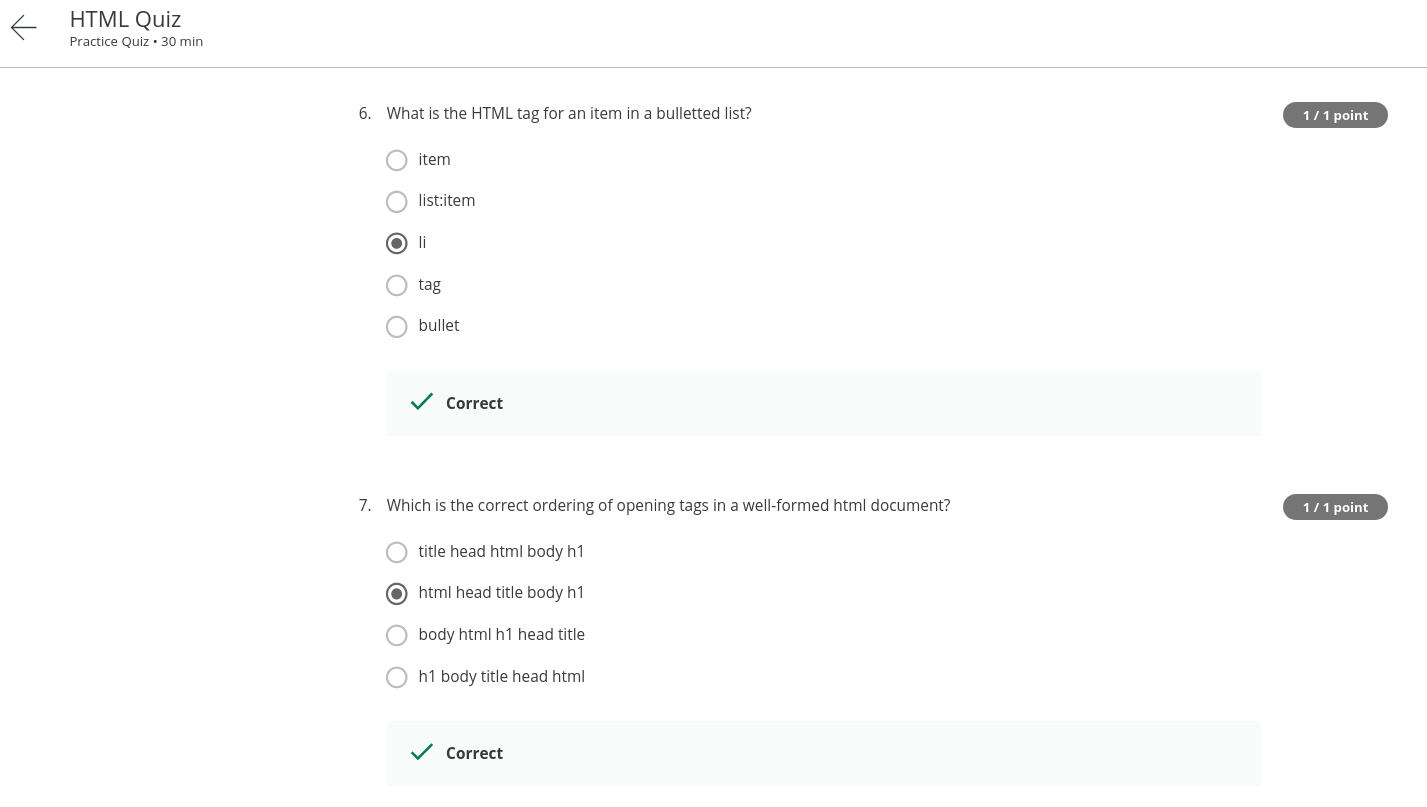 HTML Quiz
Practice Quiz • 30 min
6. What is the HTML tag for an item in a bulletted list?
1 / 1 point
item
list:item
li
tag
bullet
Correct
7. Which is the correct ordering of opening tags in a well-formed html document?
1 / 1 point
title head html body h1
html head title body h1
body html h1 head title
h1 body title head html
Correct